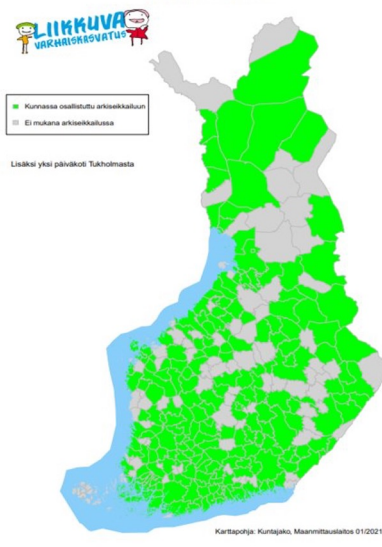 LIIKKUVA
VARHAISKASVATUS
Kunnassa osallistuttu arkiseikkailuun
Ei mukana arkiseikkailussa
Lisäksi yksi päiväkoti Tukholmasta
Karttapohja: Kuntajako, Maanmittauslaitos 01/2021